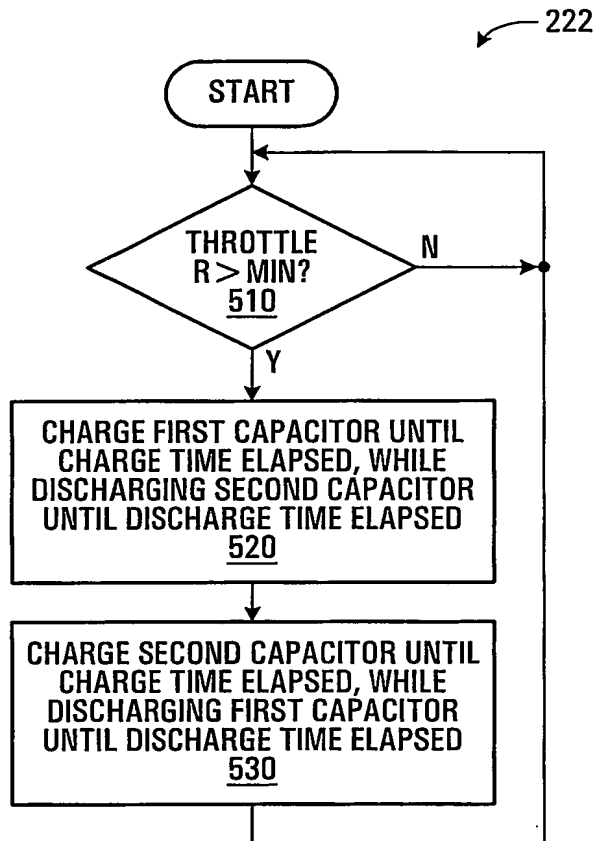 222
START
THROTTLE
R > MIN?
510
N
Y
CHARGE FIRST CAPACITOR UNTIL
CHARGE TIME ELAPSED, WHILE
DISCHARGING SECOND CAPACITOR
UNTIL DISCHARGE TIME ELAPSED
520
CHARGE SECOND CAPACITOR UNTIL
CHARGE TIME ELAPSED, WHILE
DISCHARGING FIRST CAPACITOR
UNTIL DISCHARGE TIME ELAPSED
530